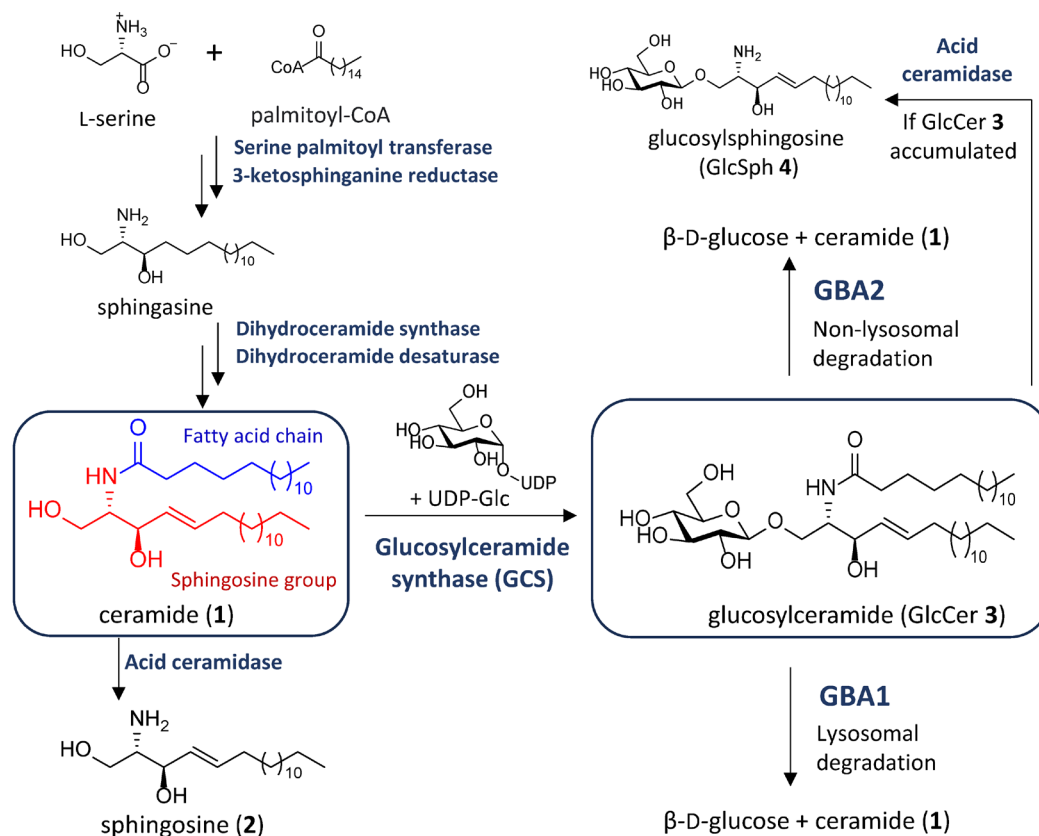 NH3
+
HO
O−
O
L-serine
+
O
CoA
( )14
palmitoyl-CoA
Serine palmitoyl transferase
3-ketosphinganine reductase
NH2
HO
OH
( )10
sphingasine
Dihydroceramide synthase
Dihydroceramide desaturase
O
Fatty acid chain
HN
( )10
HO
( )10
OH
Sphingosine group
ceramide (1)
Acid ceramidase
NH2
HO
( )10
OH
sphingosine (2)
OH
HO
O
HO
OH
O
UDP
+ UDP-Glc
Glucosylceramide
synthase (GCS)
OH
NH2
HO
O
HO
O
OH
OH
( )10
glucosylsphingosine
(GlcSph 4)
Acid
ceramidase
If GlcCer 3
accumulated
β-D-glucose + ceramide (1)
GBA2
Non-lysosomal
degradation
O
OH
HN
( )10
HO
O
HO
O
OH
OH
( )10
glucosylceramide (GlcCer 3)
GBA1
Lysosomal
degradation
β-D-glucose + ceramide (1)